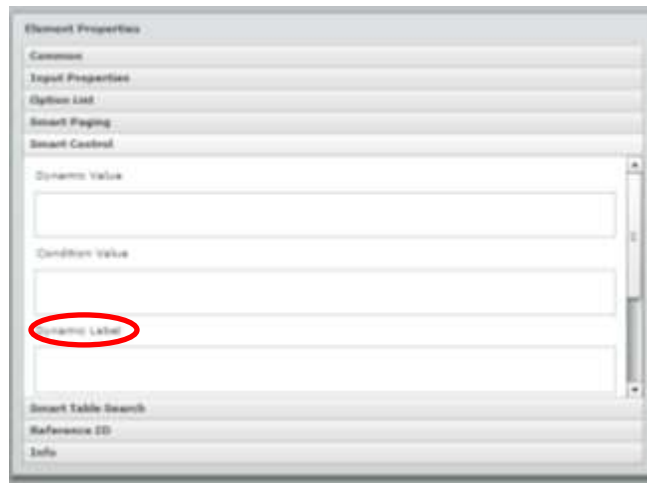 Element Properties
Common
Input Properties
Option List
Smart Paging
Smart Control
Dynamic Value
Condition Value
Dynamic Label
Smart Table Search
Reference ID
Info